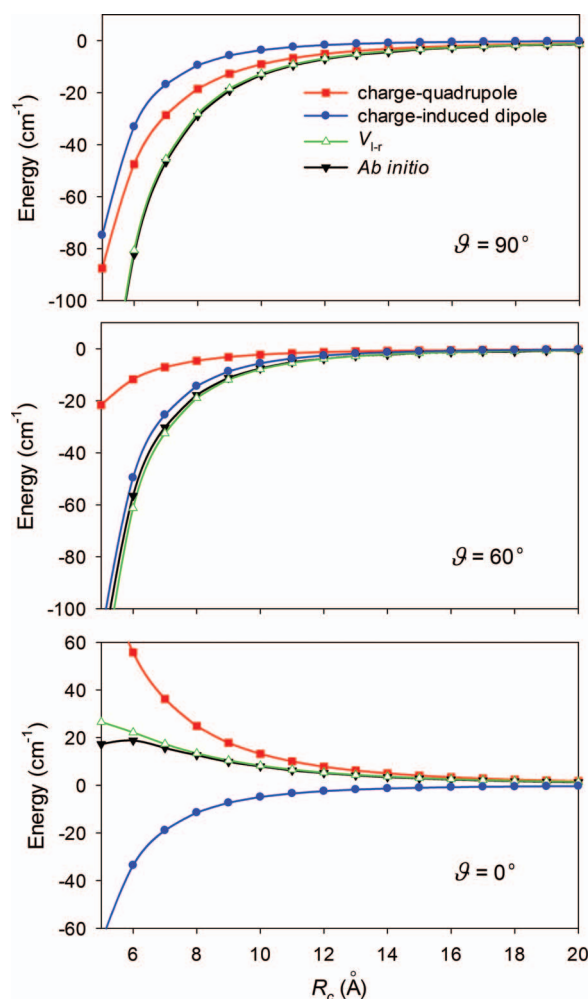 0
-20
-40
-60
-80
-100
Energy (cm⁻¹)
charge-quadrupole
charge-induced dipole
V_l-r
Ab initio
ϑ = 90°
0
-20
-40
-60
-80
-100
Energy (cm⁻¹)
ϑ = 60°
60
40
20
0
-20
-40
-60
Energy (cm⁻¹)
ϑ = 0°
6 8 10 12 14 16 18 20
R_c (Å)